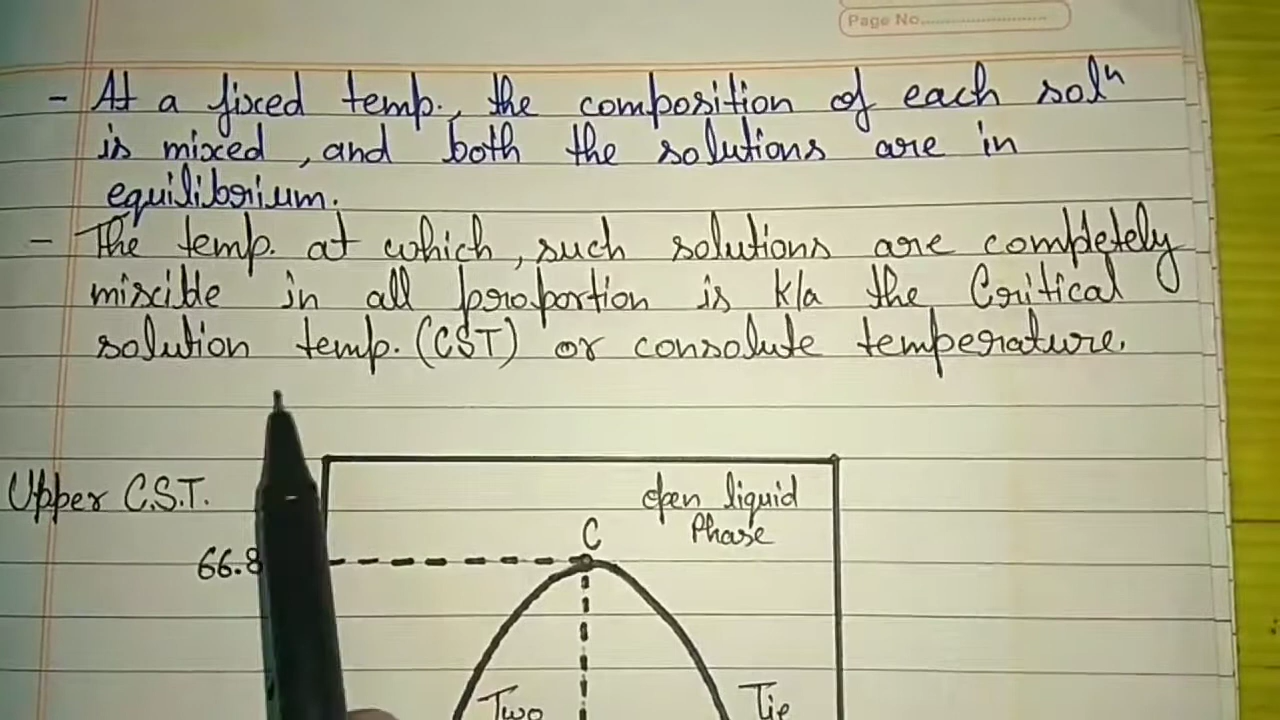 Page No.
- At a fixed temp., the composition of each solⁿ
is mixed, and both the solutions are in
equilibrium.
- The temp. at which, such solutions are completely
miscible in all proportion is k/a the Critical
solution temp. (CST) or consolute temperature.
Upper C.S.T.
open liquid
Phase
C
66.8
Two
Tie